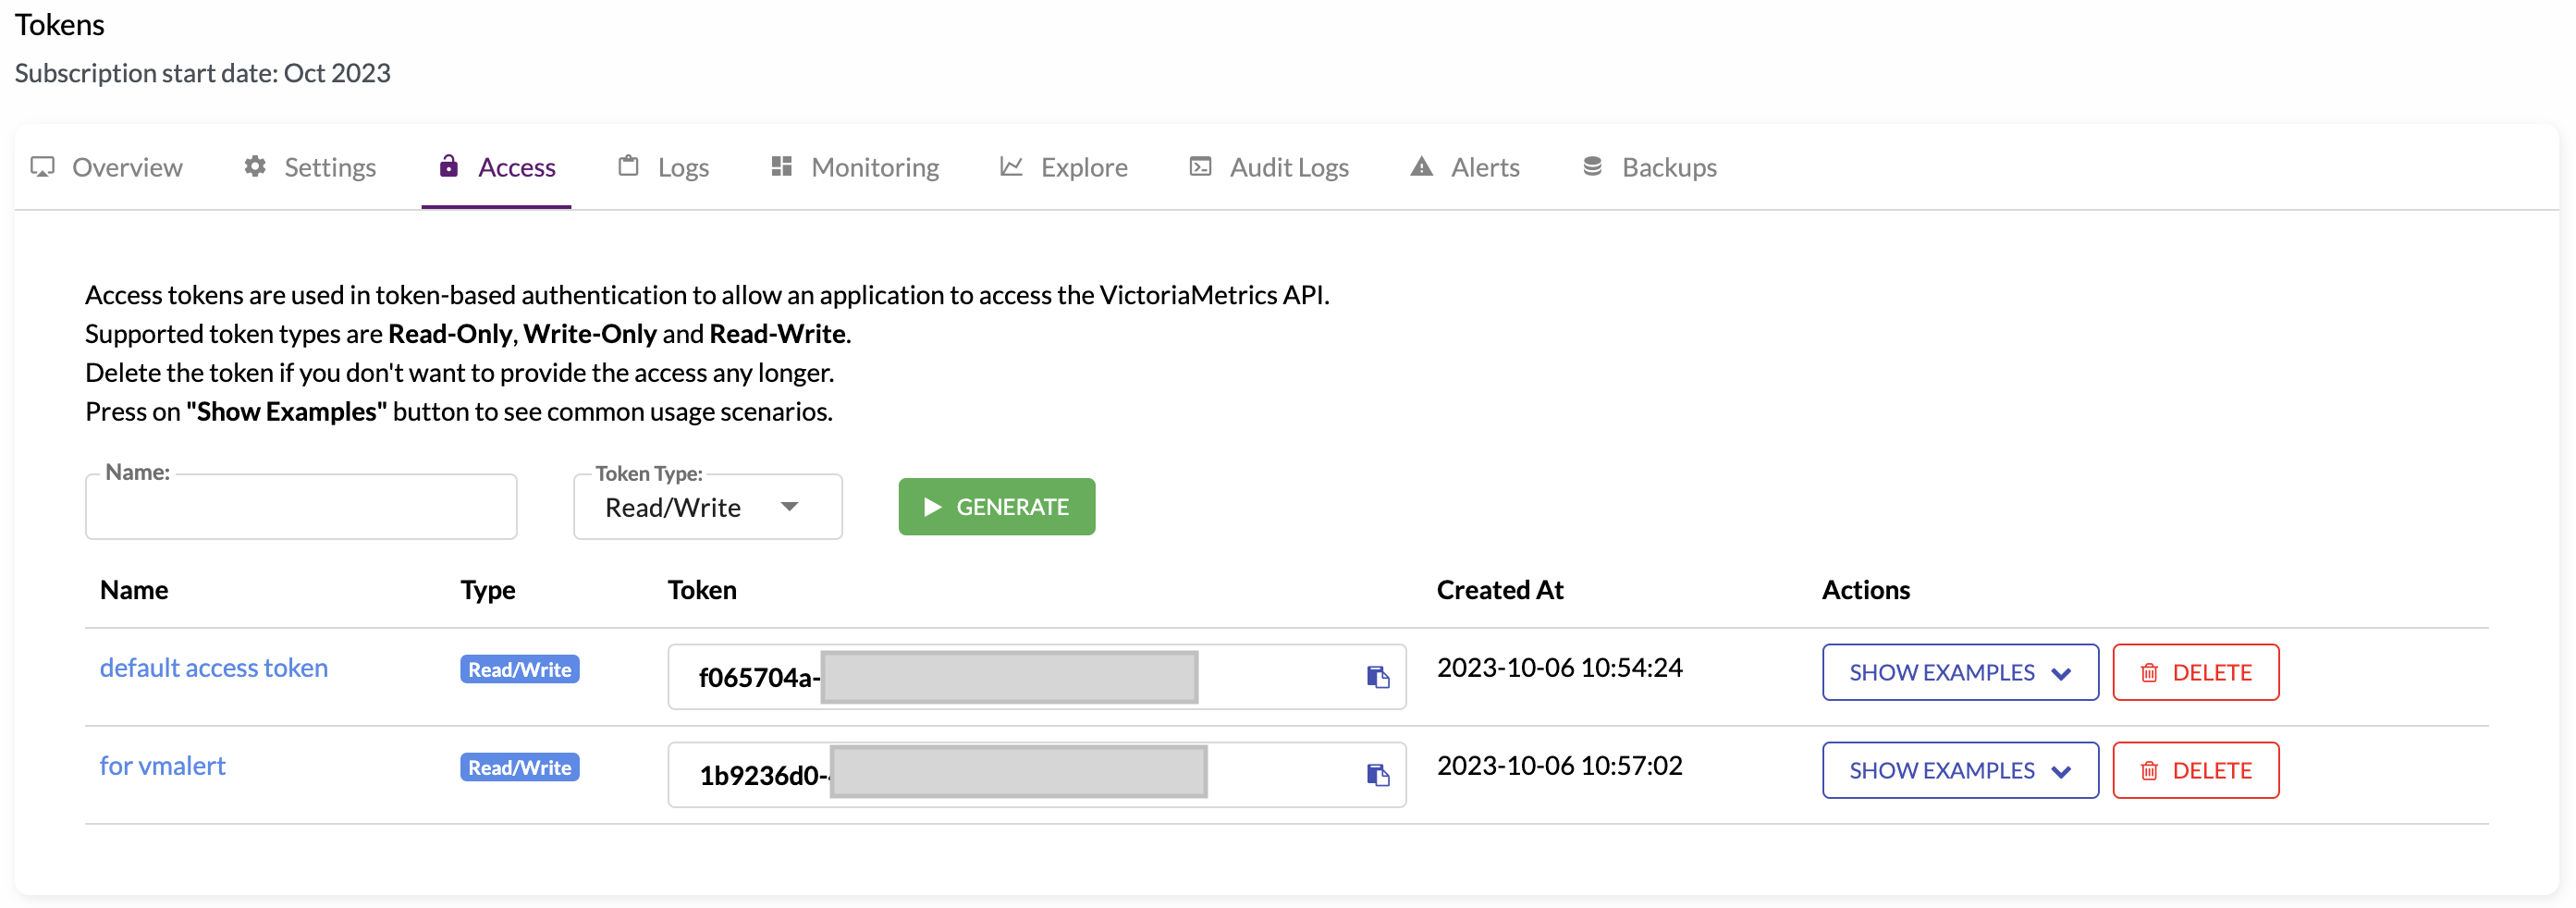 Tokens
Subscription start date: Oct 2023
Overview Settings Access Logs Monitoring Explore Audit Logs Alerts Backups
Access tokens are used in token-based authentication to allow an application to access the VictoriaMetrics API.
Supported token types are Read-Only, Write-Only and Read-Write.
Delete the token if you don't want to provide the access any longer.
Press on "Show Examples" button to see common usage scenarios.
Name: Token Type:
Read/Write GENERATE
Name Type Token Created At Actions
default access token Read/Write f065704a- 2023-10-06 10:54:24 SHOW EXAMPLES DELETE
for vmalert Read/Write 1b9236d0- 2023-10-06 10:57:02 SHOW EXAMPLES DELETE